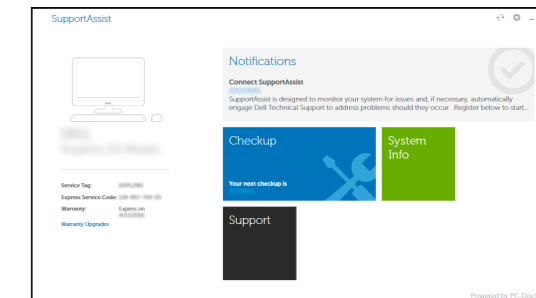 SupportAssist
Notifications
Connect SupportAssist
SupportAssist is designed to monitor your system for issues and, if necessary, automatically
engage Dell Technical Support to address problems should they occur. Register below to start...
Checkup
System
Info
Your next checkup is
Service Tag:
Express Service Code:
Warranty: Expires on
Warranty Upgrades
Support
Powered by PC-Doct